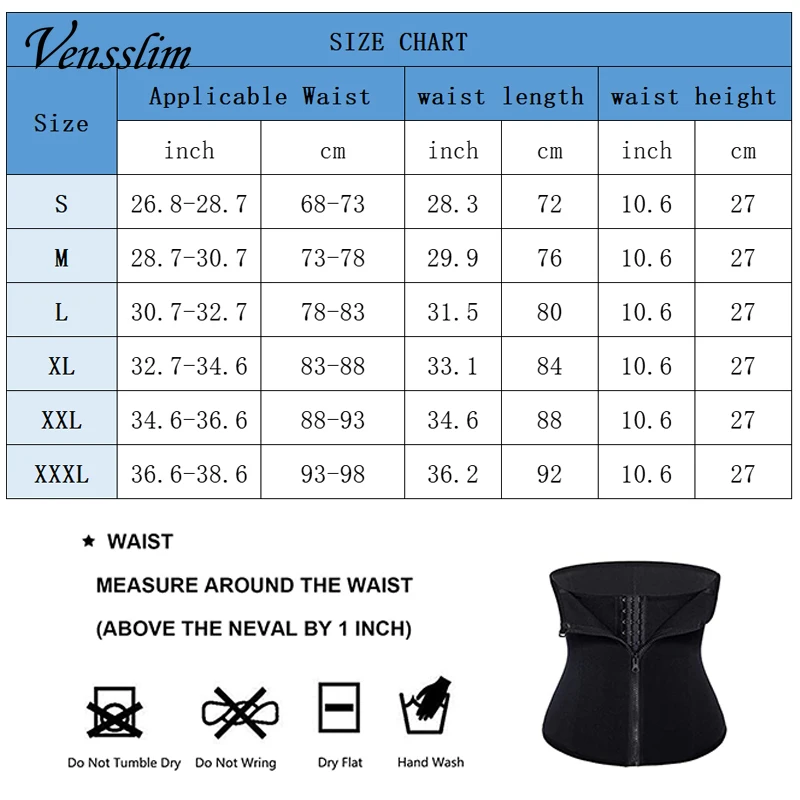 Vensslim
SIZE CHART
Size Applicable Waist waist length waist height
inch cm inch cm inch cm
S 26.8-28.7 68-73 28.3 72 10.6 27
M 28.7-30.7 73-78 29.9 76 10.6 27
L 30.7-32.7 78-83 31.5 80 10.6 27
XL 32.7-34.6 83-88 33.1 84 10.6 27
XXL 34.6-36.6 88-93 34.6 88 10.6 27
XXXL 36.6-38.6 93-98 36.2 92 10.6 27
★ WAIST
MEASURE AROUND THE WAIST
(ABOVE THE NEVAL BY 1 INCH)
Do Not Tumble Dry Do Not Wring Dry Flat Hand Wash